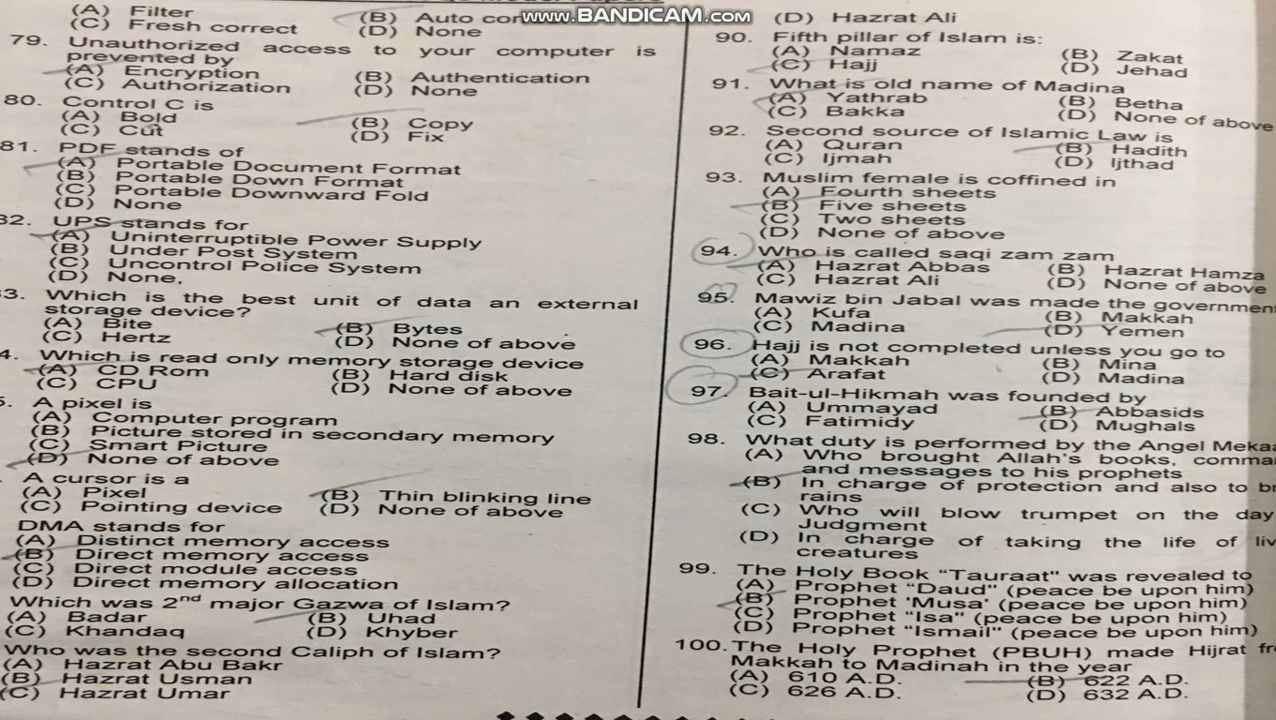 www.BANDICAM.com
(A) Filter
(B) Auto cor
(C) Fresh correct
(D) None
79. Unauthorized access to your computer is
prevented by
(A) Encryption
(B) Authentication
(C) Authorization
(D) None
80. Control C is
(A) Bold
(B) Copy
(C) Cut
(D) Fix
81. PDF stands of
(A) Portable Document Format
(B) Portable Down Format
(C) Portable Downward Fold
(D) None
32. UPS stands for
(A) Uninterruptible Power Supply
(B) Under Post System
(C) Uncontrol Police System
(D) None.
3. Which is the best unit of data an external
storage device?
(A) Bite
(B) Bytes
(C) Hertz
(D) None of above
4. Which is read only memory storage device
(A) CD Rom
(B) Hard disk
(C) CPU
(D) None of above
5. A pixel is
(A) Computer program
(B) Picture stored in secondary memory
(C) Smart Picture
(D) None of above
A cursor is a
(A) Pixel
(B) Thin blinking line
(C) Pointing device
(D) None of above
DMA stands for
(A) Distinct memory access
(B) Direct memory access
(C) Direct module access
(D) Direct memory allocation
Which was 2nd major Gazwa of Islam?
(A) Badar
(B) Uhad
(C) Khandaq
(D) Khyber
Who was the second Caliph of Islam?
(A) Hazrat Abu Bakr
(B) Hazrat Usman
(C) Hazrat Umar
(D) Hazrat Ali
90. Fifth pillar of Islam is:
(A) Namaz
(B) Zakat
(C) Hajj
(D) Jehad
91. What is old name of Madina
(A) Yathrab
(B) Betha
(C) Bakka
(D) None of above
92. Second source of Islamic Law is
(A) Quran
(B) Hadith
(C) Ijmah
(D) Ijthad
93. Muslim female is coffined in
(A) Fourth sheets
(B) Five sheets
(C) Two sheets
(D) None of above
94. Who is called saqi zam zam
(A) Hazrat Abbas
(B) Hazrat Hamza
(C) Hazrat Ali
(D) None of above
95. Mawiz bin Jabal was made the government
(A) Kufa
(B) Makkah
(C) Madina
(D) Yemen
96. Hajj is not completed unless you go to
(A) Makkah
(B) Mina
(C) Arafat
(D) Madina
97. Bait-ul-Hikmah was founded by
(A) Ummayad
(B) Abbasids
(C) Fatimidy
(D) Mughals
98. What duty is performed by the Angel Mekaa
(A) Who brought Allah's books, comma
and messages to his prophets
(B) In charge of protection and also to br
rains
(C) Who will blow trumpet on the day
Judgment
(D) In charge of taking the life of liv
creatures
99. The Holy Book "Tauraat" was revealed to
(A) Prophet "Daud" (peace be upon him)
(B) Prophet 'Musa' (peace be upon him)
(C) Prophet "Isa" (peace be upon him)
(D) Prophet "Ismail" (peace be upon him)
100. The Holy Prophet (PBUH) made Hijrat fr
Makkah to Madinah in the year
(A) 610 A.D.
(B) 622 A.D.
(C) 626 A.D.
(D) 632 A.D.